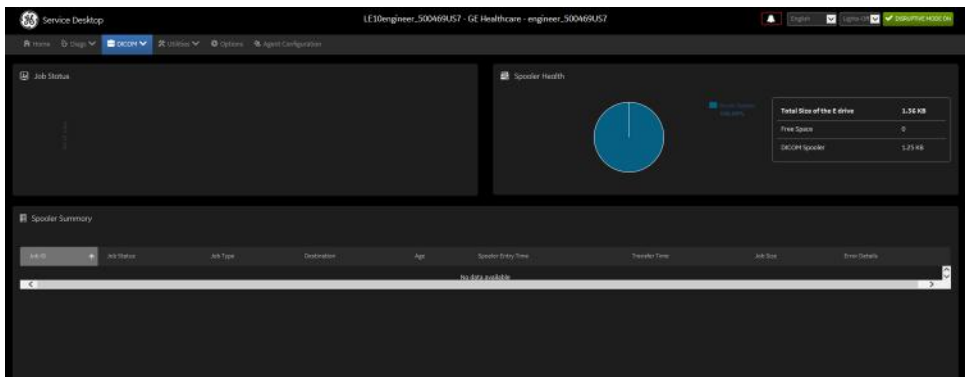 Service Desktop
LE10engineer_500469US7 - GE Healthcare - engineer_500469US7
English
Lights-Off
DISRUPTIVE MODE ON
Home
Diags
DICOM
Utilities
Options
Agent Configuration
Job Status
Spooler Health
Total Size of the E drive 1.56 KB
Free Space 0
DICOM Spooler 1.25 KB
Spooler Summary
Job ID Job Status Job Type Destination Age Spooler Entry Time Transfer Time Job Size Error Details
No data available